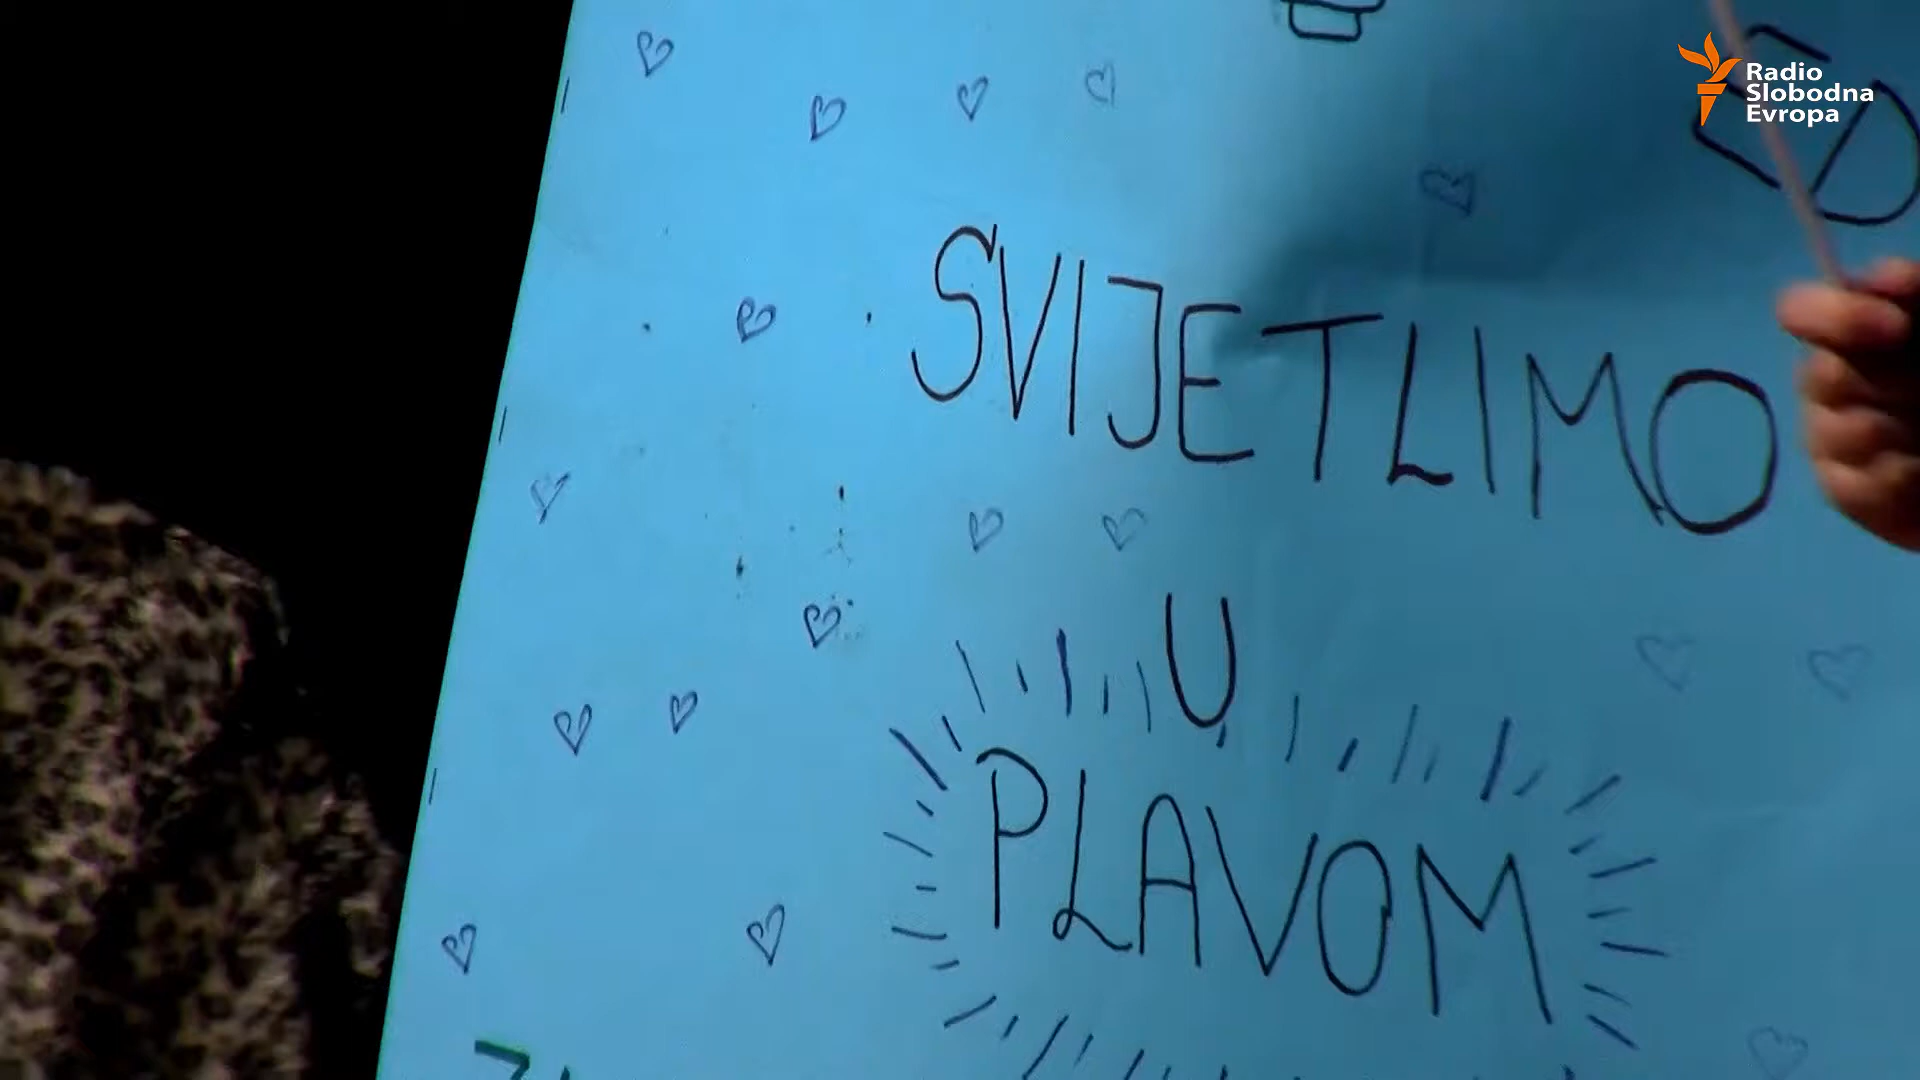 Radio
Slobodna
Evropa
SVIJETLIMO
U
PLAVOM